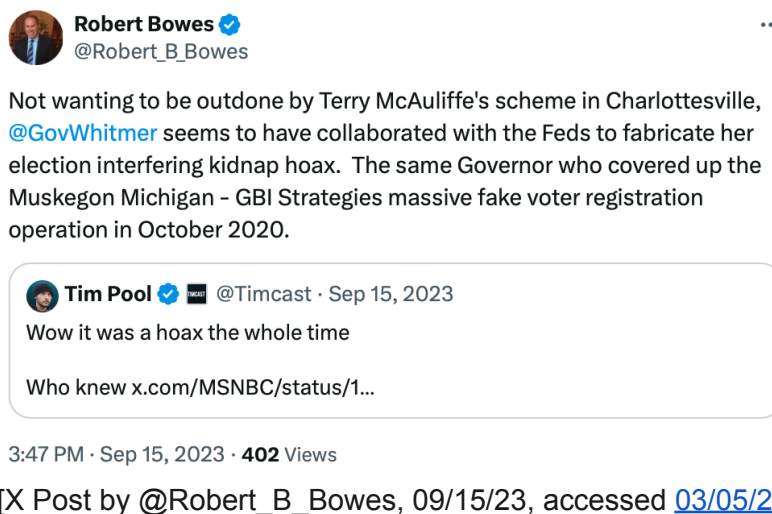 Robert Bowes
@Robert_B_Bowes
Not wanting to be outdone by Terry McAuliffe's scheme in Charlottesville,
@GovWhitmer seems to have collaborated with the Feds to fabricate her
election interfering kidnap hoax.  The same Governor who covered up the
Muskegon Michigan - GBI Strategies massive fake voter registration
operation in October 2020.
Tim Pool TIMCAST @Timcast · Sep 15, 2023
Wow it was a hoax the whole time
Who knew x.com/MSNBC/status/1...
3:47 PM · Sep 15, 2023 · 402 Views
[X Post by @Robert_B_Bowes, 09/15/23, accessed 03/05/2